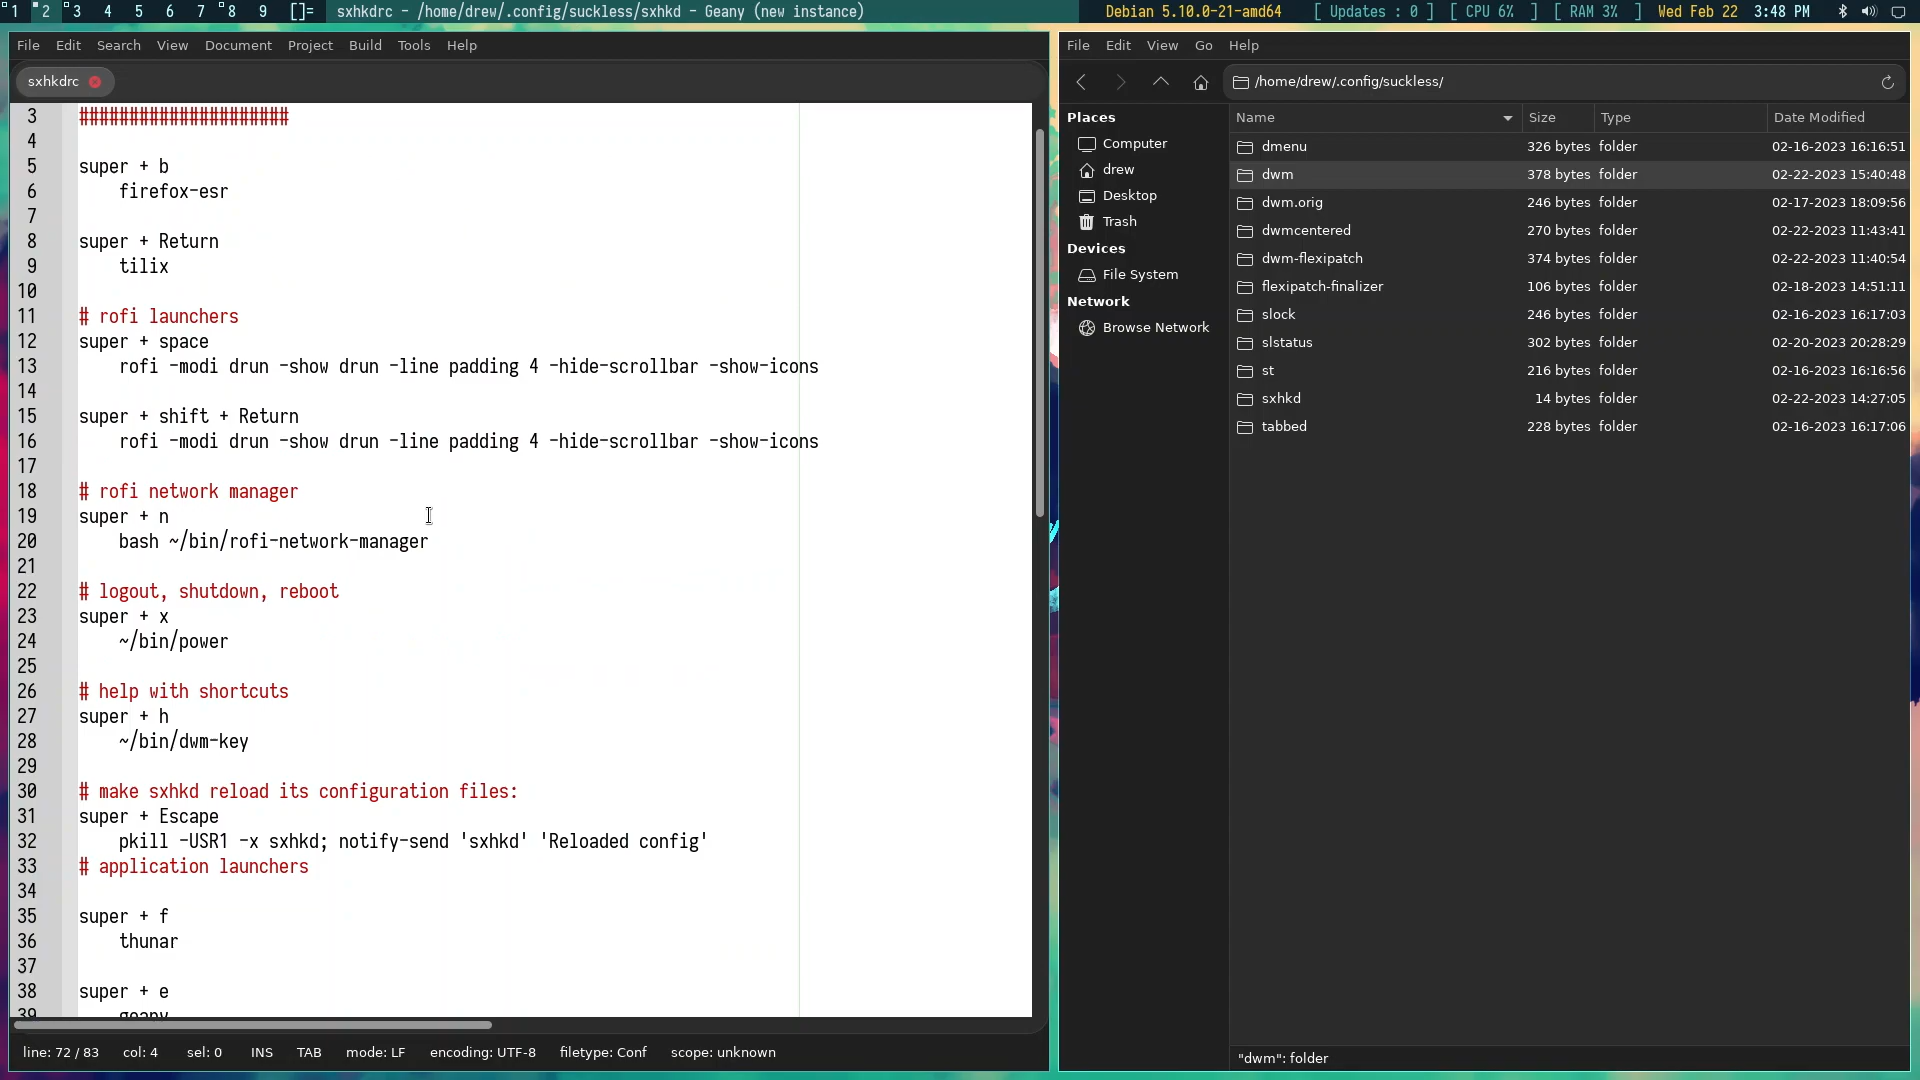 1 2 3 4 5 6 7 8 9 []= sxhkdrc - /home/drew/.config/suckless/sxhkd - Geany (new instance) Debian 5.10.0-21-amd64 [ Updates : 0 ] [ CPU 6% ] [ RAM 3% ] Wed Feb 22 3:48 PM
File Edit Search View Document Project Build Tools Help
sxhkdrc
3 #####################
4
5 super + b
6 firefox-esr
7
8 super + Return
9 tilix
10
11 # rofi launchers
12 super + space
13 rofi -modi drun -show drun -line padding 4 -hide-scrollbar -show-icons
14
15 super + shift + Return
16 rofi -modi drun -show drun -line padding 4 -hide-scrollbar -show-icons
17
18 # rofi network manager
19 super + n
20 bash ~/bin/rofi-network-manager
21
22 # logout, shutdown, reboot
23 super + x
24 ~/bin/power
25
26 # help with shortcuts
27 super + h
28 ~/bin/dwm-key
29
30 # make sxhkd reload its configuration files:
31 super + Escape
32 pkill -USR1 -x sxhkd; notify-send 'sxhkd' 'Reloaded config'
33 # application launchers
34
35 super + f
36 thunar
37
38 super + e
39 geany
line: 72 / 83 col: 4 sel: 0 INS TAB mode: LF encoding: UTF-8 filetype: Conf scope: unknown
File Edit View Go Help
/home/drew/.config/suckless/
Places
Computer
drew
Desktop
Trash
Devices
File System
Network
Browse Network
Name Size Type Date Modified
dmenu 326 bytes folder 02-16-2023 16:16:51
dwm 378 bytes folder 02-22-2023 15:40:48
dwm.orig 246 bytes folder 02-17-2023 18:09:56
dwmcentered 270 bytes folder 02-22-2023 11:43:41
dwm-flexipatch 374 bytes folder 02-22-2023 11:40:54
flexipatch-finalizer 106 bytes folder 02-18-2023 14:51:11
slock 246 bytes folder 02-16-2023 16:17:03
slstatus 302 bytes folder 02-20-2023 20:28:29
st 216 bytes folder 02-16-2023 16:16:56
sxhkd 14 bytes folder 02-22-2023 14:27:05
tabbed 228 bytes folder 02-16-2023 16:17:06
"dwm": folder